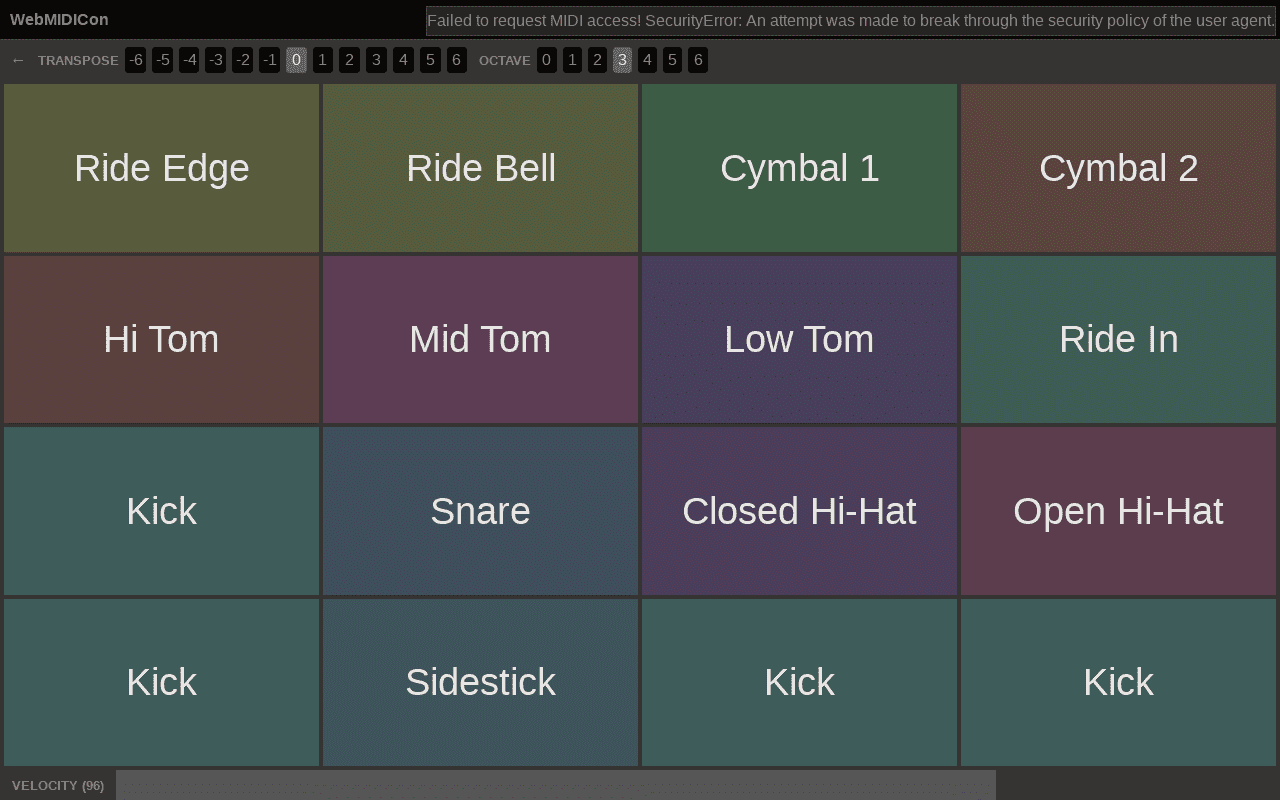 WebMIDICon
Failed to request MIDI access! SecurityError: An attempt was made to break through the security policy of the user agent.
← TRANSPOSE -6 -5 -4 -3 -2 -1 0 1 2 3 4 5 6 OCTAVE 0 1 2 3 4 5 6
Ride Edge Ride Bell Cymbal 1 Cymbal 2
Hi Tom Mid Tom Low Tom Ride In
Kick Snare Closed Hi-Hat Open Hi-Hat
Kick Sidestick Kick Kick
VELOCITY (96)